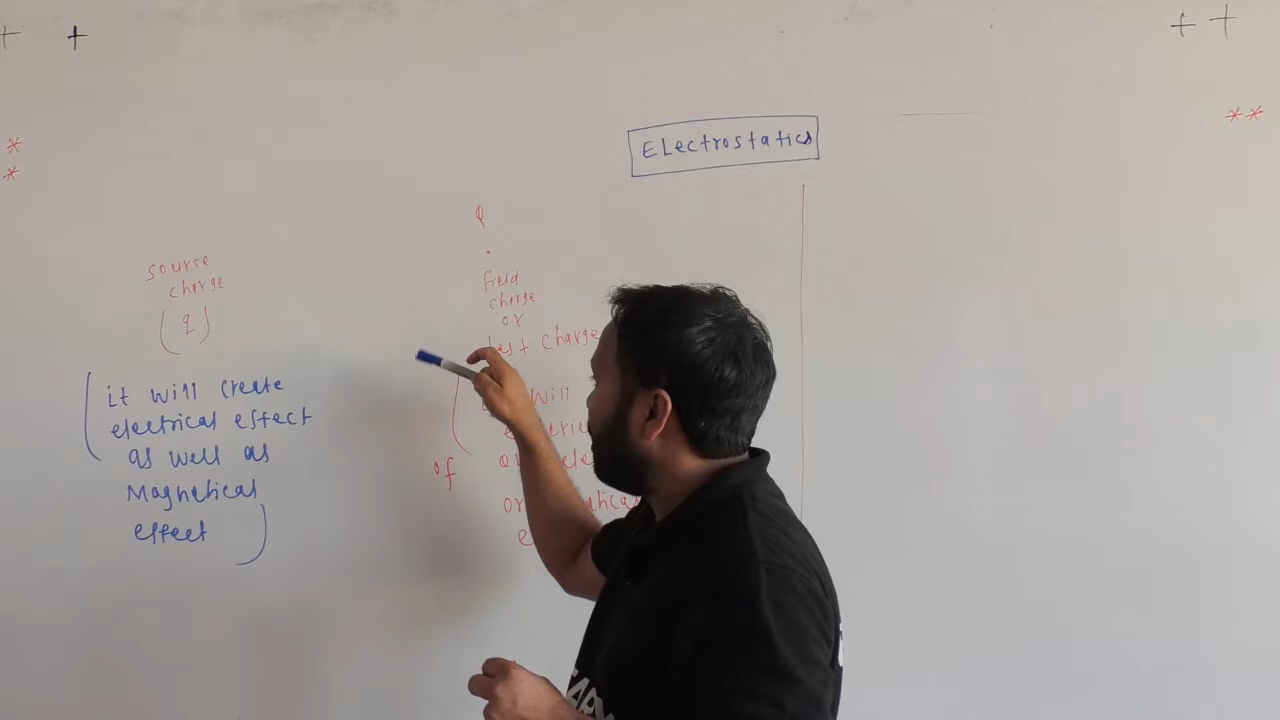 ELectrostatics
source
charge
(q)
it will create
electrical effect
as well as
Magnetical
effect
Q
field
charge
or
test charge
will
of